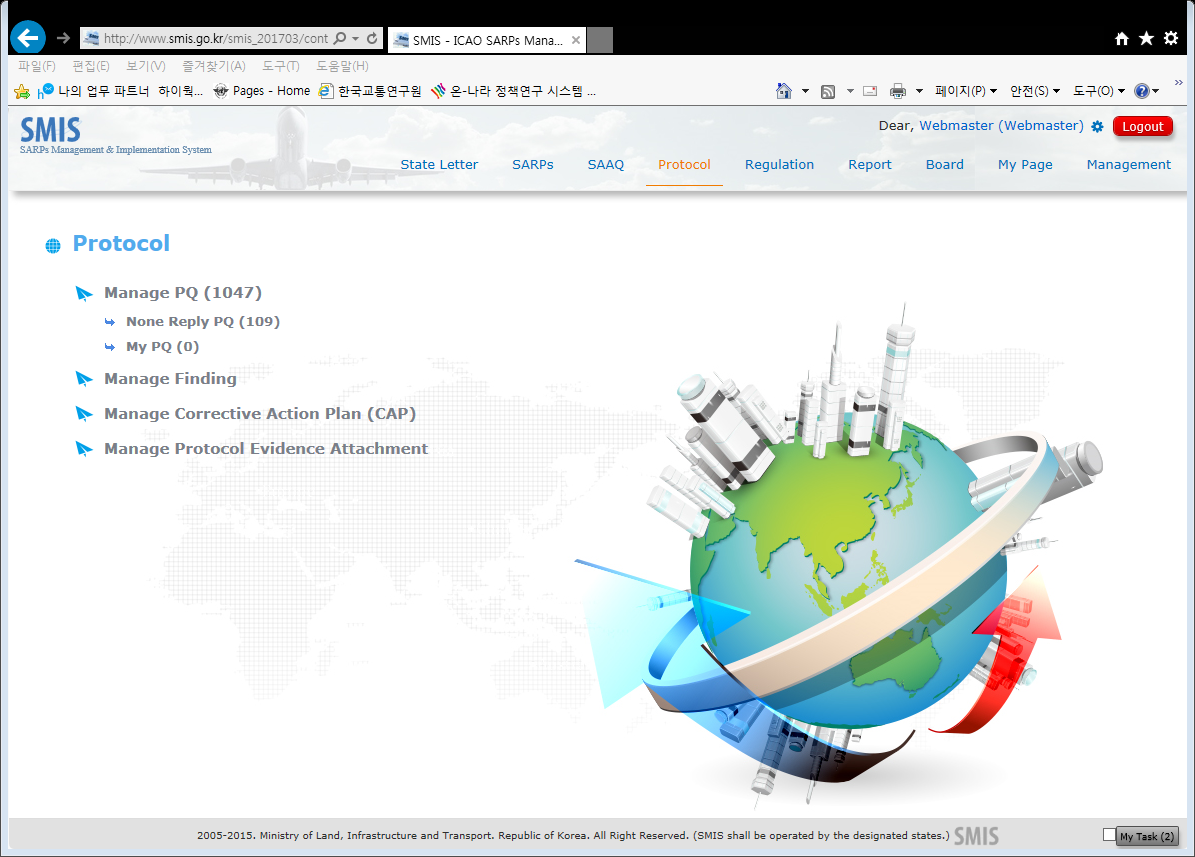 http://www.smis.go.kr/smis_201703/cont
SMIS - ICAO SARPs Mana...
파일(F) 편집(E) 보기(V) 즐겨찾기(A) 도구(T) 도움말(H)
나의 업무 파트너 하이웍... Pages - Home 한국교통연구원 온-나라 정책연구 시스템 ... 페이지(P) 안전(S) 도구(O)
SMIS
SARPs Management & Implementation System
Dear, Webmaster (Webmaster) Logout
State Letter SARPs SAAQ Protocol Regulation Report Board My Page Management
Protocol
Manage PQ (1047)
None Reply PQ (109)
My PQ (0)
Manage Finding
Manage Corrective Action Plan (CAP)
Manage Protocol Evidence Attachment
2005-2015. Ministry of Land, Infrastructure and Transport. Republic of Korea. All Right Reserved. (SMIS shall be operated by the designated states.) SMIS
My Task (2)